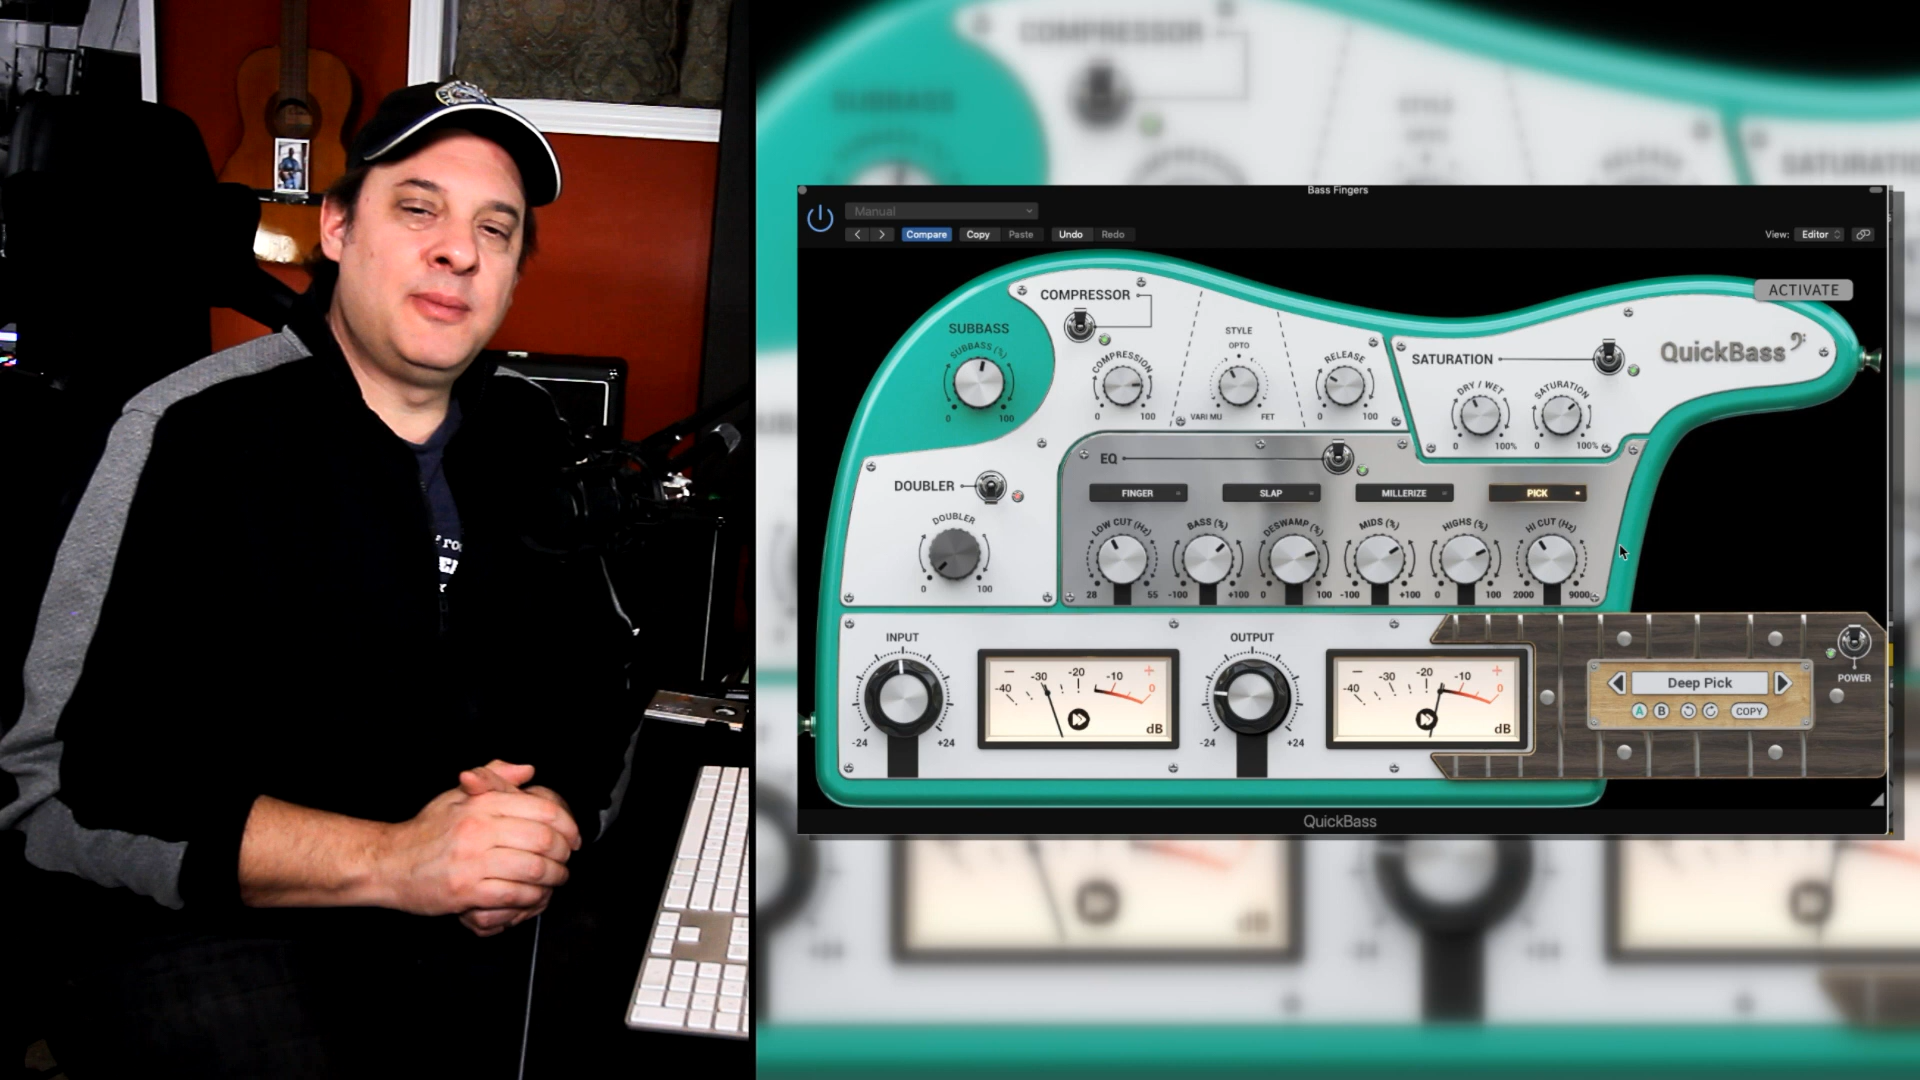 Bass Fingers
Manual
Compare Copy Paste Undo Redo
View: Editor
ACTIVATE
COMPRESSOR
SUBBASS
SUBBASS (%)
0 100
COMPRESSION
0 100
STYLE
OPTO
VARI MU FET
RELEASE
0 100
SATURATION
DRY / WET
0 100%
SATURATION
0 100%
QuickBass
DOUBLER
DOUBLER
0 100
EQ
FINGER SLAP MILLERIZE PICK
LOW CUT (Hz) BASS (%) DESWAMP (%) MIDS (%) HIGHS (%) HI CUT (Hz)
28 55 -100 +100 0 100 -100 +100 0 100 2000 9000
INPUT
-24 +24
-40 -30 -20 -10 0
- +
dB
OUTPUT
-24 +24
-40 -30 -20 -10 0
- +
dB
Deep Pick
A B COPY
POWER
QuickBass
COMPRESSOR
SUBBASS